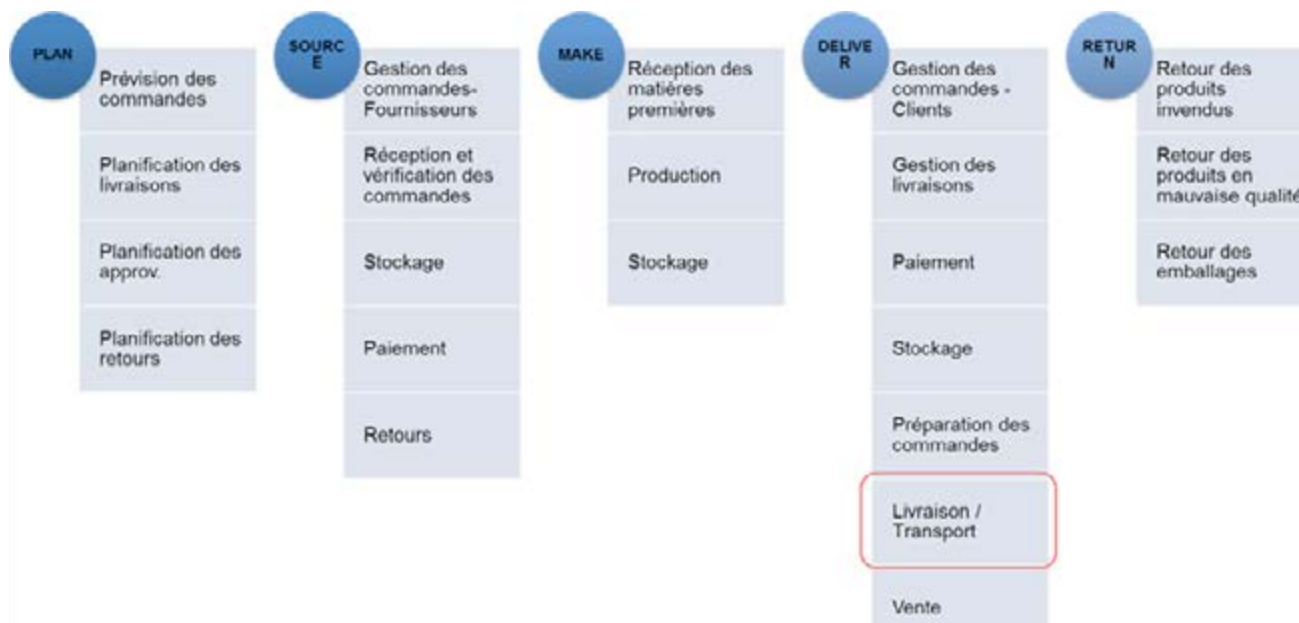 PLAN
Prévision des
commandes
Planification des
livraisons
Planification des
approv.
Planification des
retours
SOURC
E
Gestion des
commandes-
Fournisseurs
Réception et
vérification des
commandes
Stockage
Paiement
Retours
MAKE
Réception des
matières
premières
Production
Stockage
DELIVE
R
Gestion des
commandes -
Clients
Gestion des
livraisons
Paiement
Stockage
Préparation des
commandes
Livraison /
Transport
Vente
RETUR
N
Retour des
produits
invendus
Retour des
produits en
mauvaise qualité
Retour des
emballages